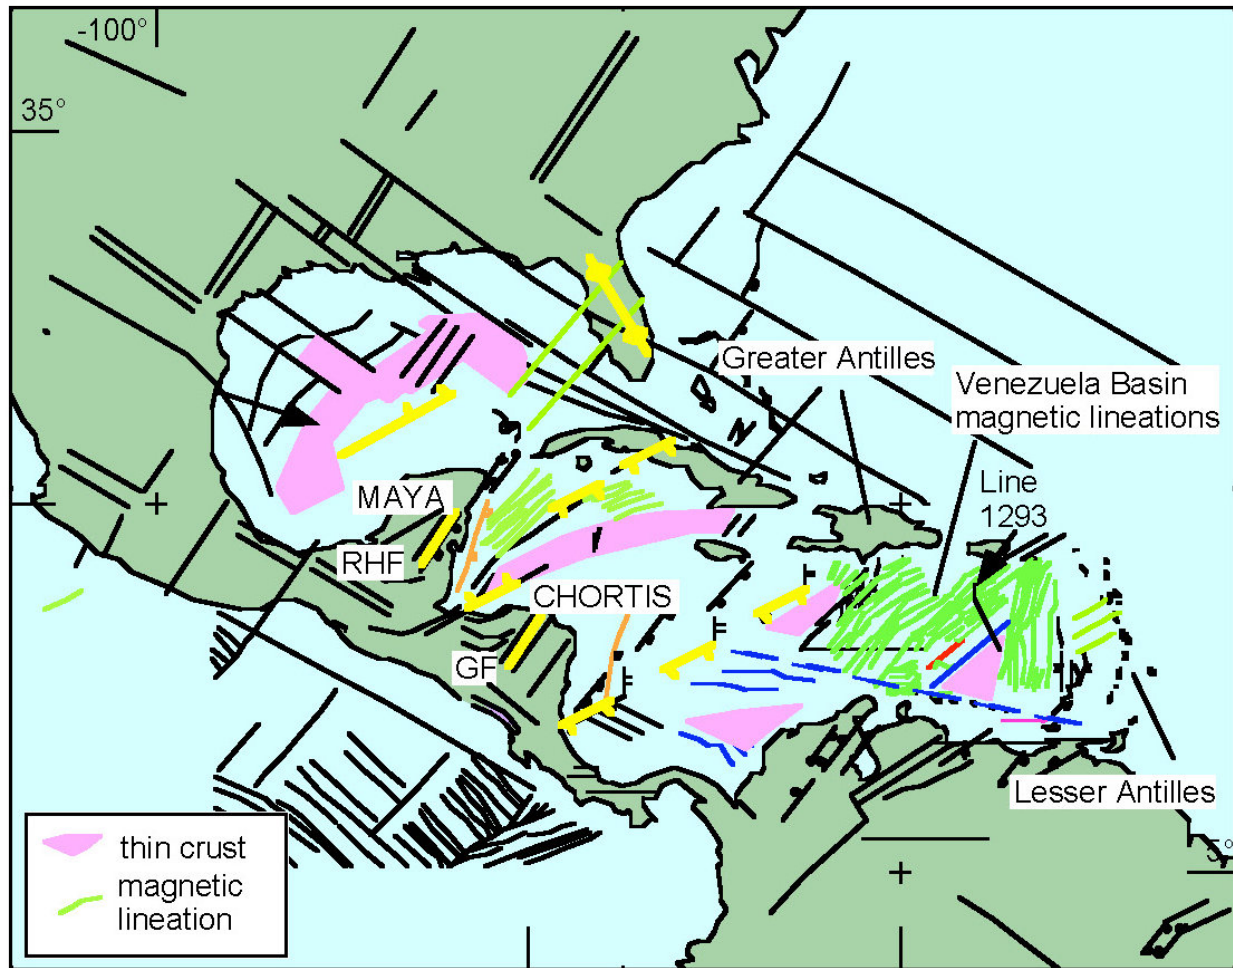 -100°
35°
Greater Antilles
Venezuela Basin
magnetic lineations
Line
1293
MAYA
RHF
CHORTIS
GF
Lesser Antilles
5°
thin crust
magnetic
lineation